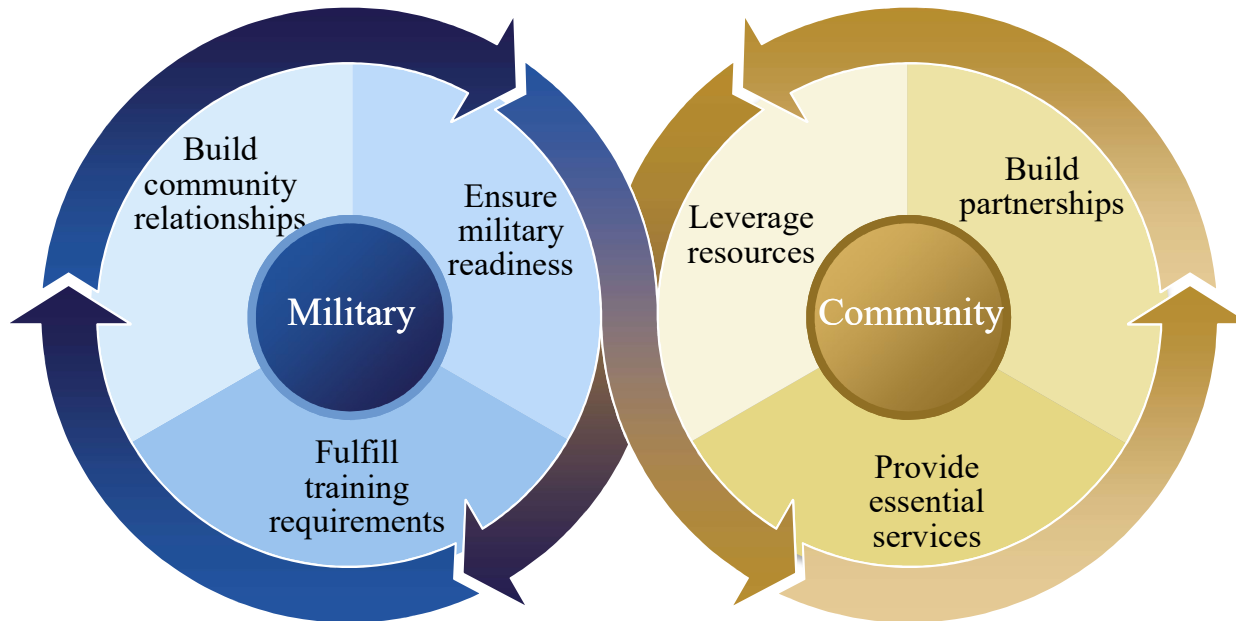 Build
community
relationships
Ensure
military
readiness
Military
Fulfill
training
requirements
Leverage
resources
Build
partnerships
Community
Provide
essential
services